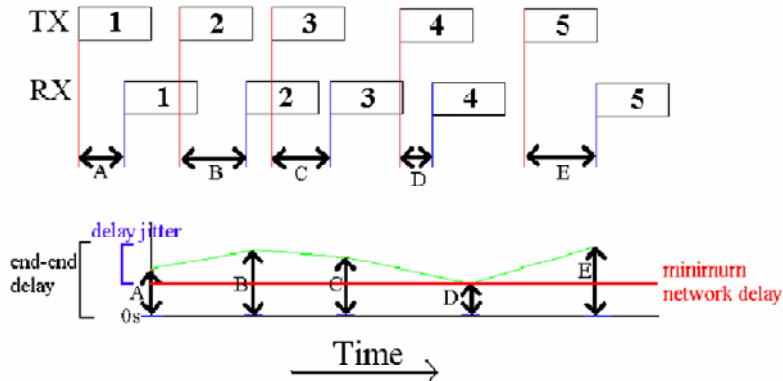 TX 1 2 3 4 5
RX 1 2 3 4 5
A B C D E
delay jitter
end-end
delay
A B C D E
minimum
network delay
0s
Time